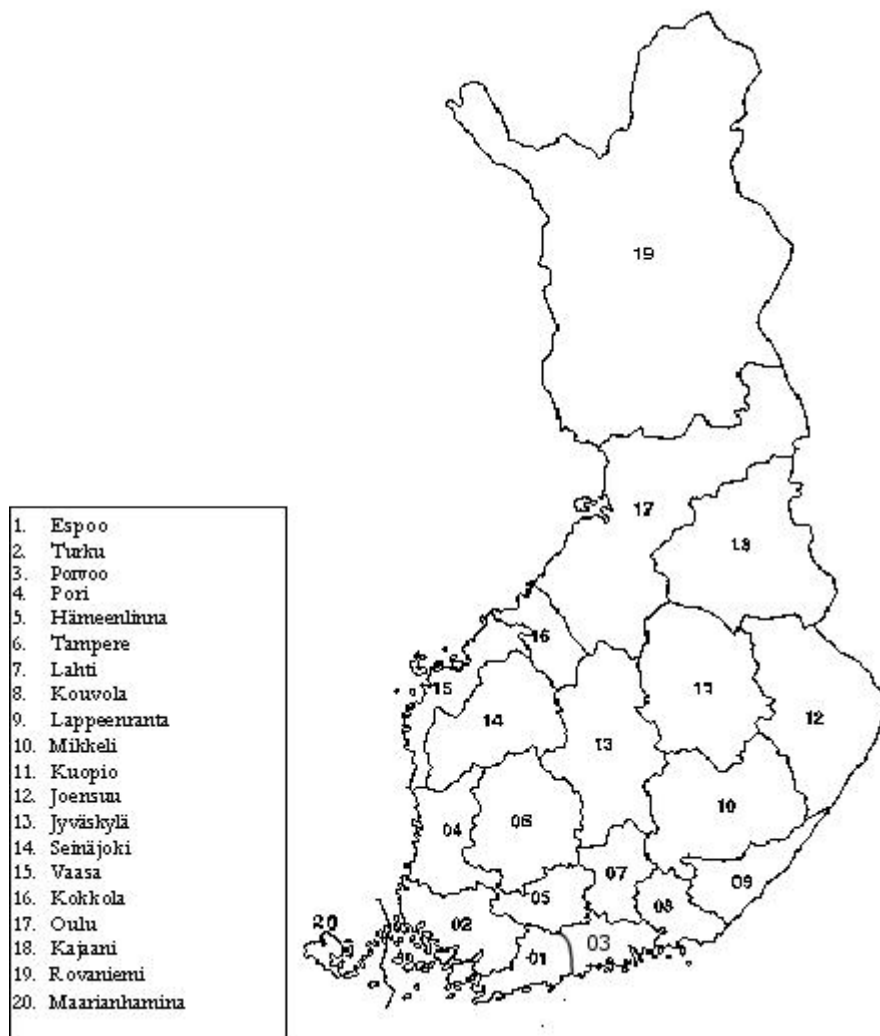 1. Espoo
2. Turku
3. Porvoo
4. Pori
5. Hämeenlinna
6. Tampere
7. Lahti
8. Kouvola
9. Lappeenranta
10. Mikkeli
11. Kuopio
12. Joensuu
13. Jyväskylä
14. Seinäjoki
15. Vaasa
16. Kokkola
17. Oulu
18. Kajaani
19. Rovaniemi
20. Maarianhamina
19
17
18
16
15
14
13
11
12
10
04
06
07
09
05
08
20
02
01
03